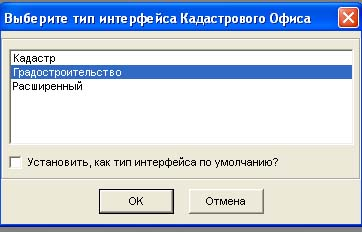 Выберите тип интерфейса Кадастрового Офиса
Кадастр
Градостроительство
Расширенный
Установить, как тип интерфейса по умолчанию?
OK
Отмена